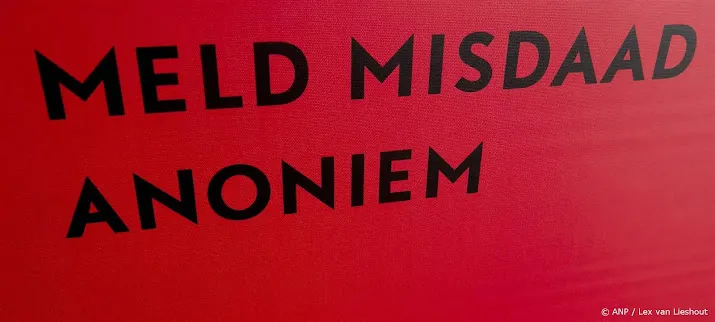 MELD MISDAAD
ANONIEM
© ANP / Lex van Lieshout